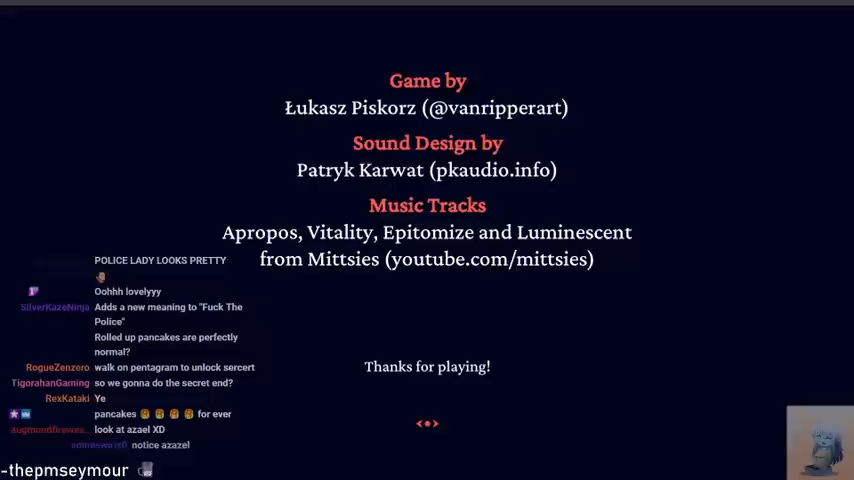 Game by
Łukasz Piskorz (@vanripperart)
Sound Design by
Patryk Karwat (pkaudio.info)
Music Tracks
Apropos, Vitality, Epitomize and Luminescent
from Mittsies (youtube.com/mittsies)
Thanks for playing!
POLICE LADY LOOKS PRETTY
Oohhh lovelyyy
SilverKazeNinja Adds a new meaning to "Fuck The
Police"
Rolled up pancakes are perfectly
normal?
RogueZenzero walk on pentagram to unlock sercert
TigorahanGaming so we gonna do the secret end?
RexKataki Ye
pancakes for ever
look at azael XD
notice azazel
-thepmseymour